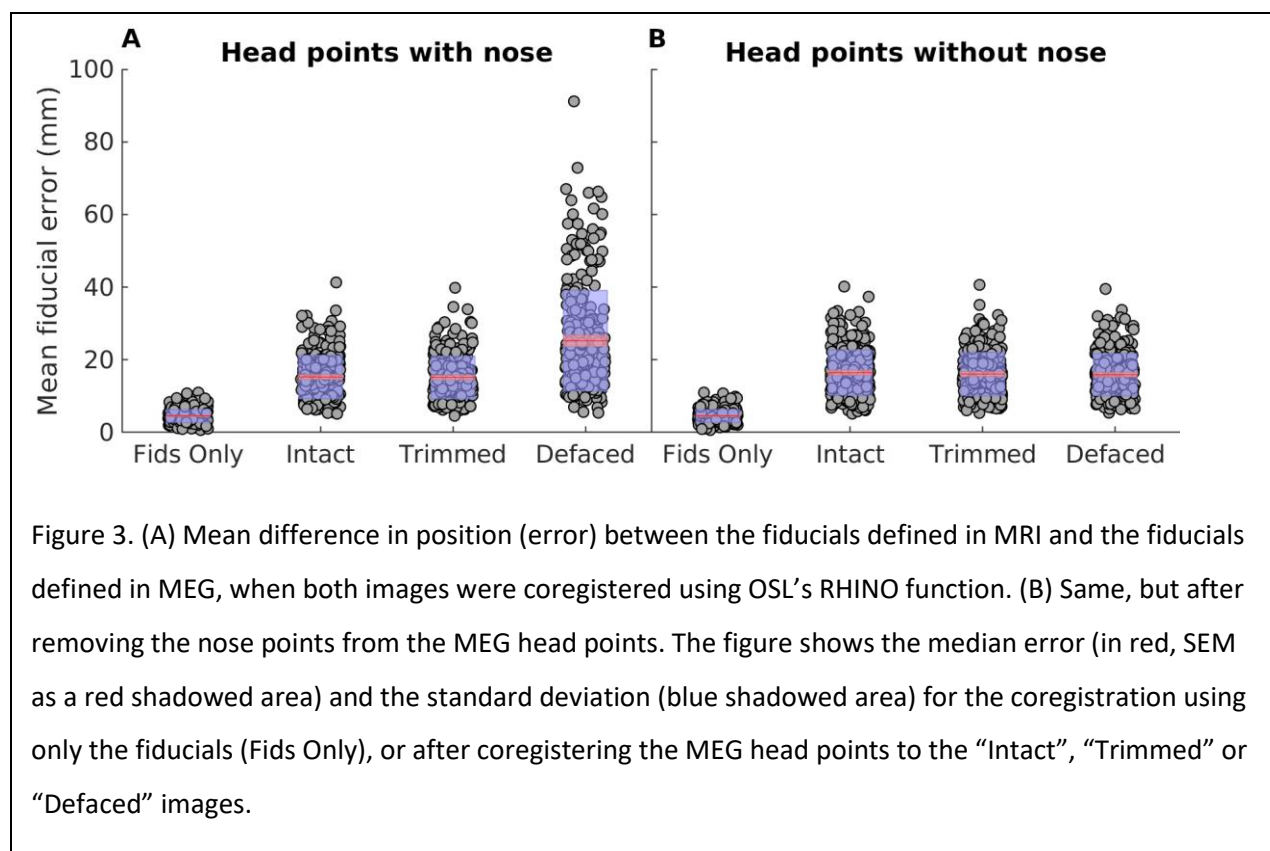 A
Head points with nose
B
Head points without nose
Mean fiducial error (mm)
100
80
60
40
20
0
Fids Only Intact Trimmed Defaced Fids Only Intact Trimmed Defaced
Figure 3. (A) Mean difference in position (error) between the fiducials defined in MRI and the fiducials
defined in MEG, when both images were coregistered using OSL’s RHINO function. (B) Same, but after
removing the nose points from the MEG head points. The figure shows the median error (in red, SEM
as a red shadowed area) and the standard deviation (blue shadowed area) for the coregistration using
only the fiducials (Fids Only), or after coregistering the MEG head points to the “Intact”, “Trimmed” or
“Defaced” images.